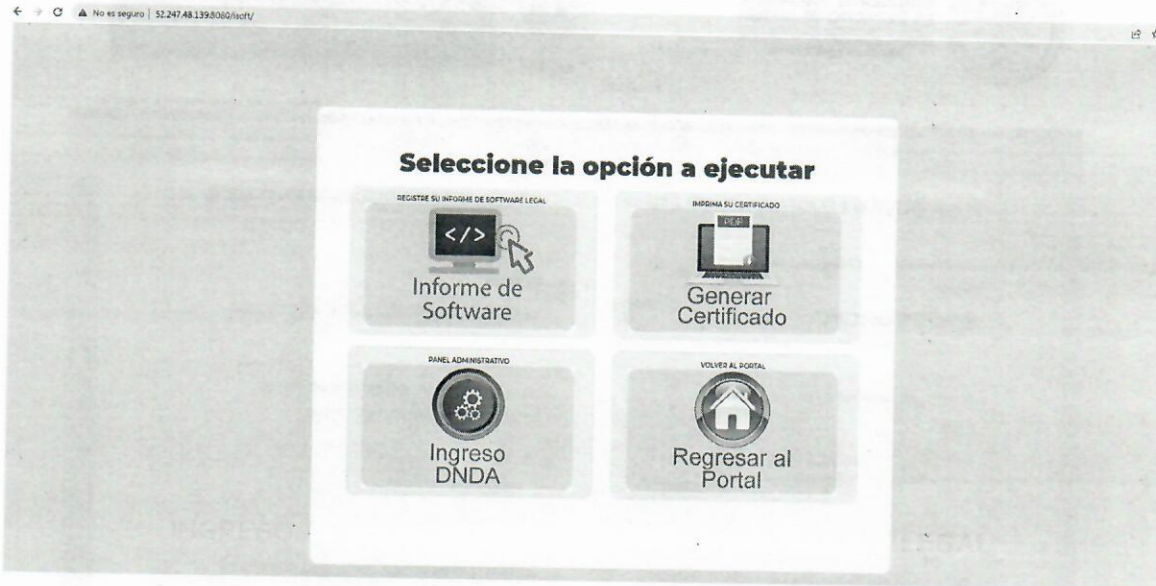 No es seguro | 52.247.48.139:8080/isoft/
Seleccione la opción a ejecutar
REGISTRE SU INFORME DE SOFTWARE LEGAL
</>
Informe de
Software
IMPRIMA SU CERTIFICADO
PDF
Generar
Certificado
PANEL ADMINISTRATIVO
Ingreso
DNDA
VOLVER AL PORTAL
Regresar al
Portal